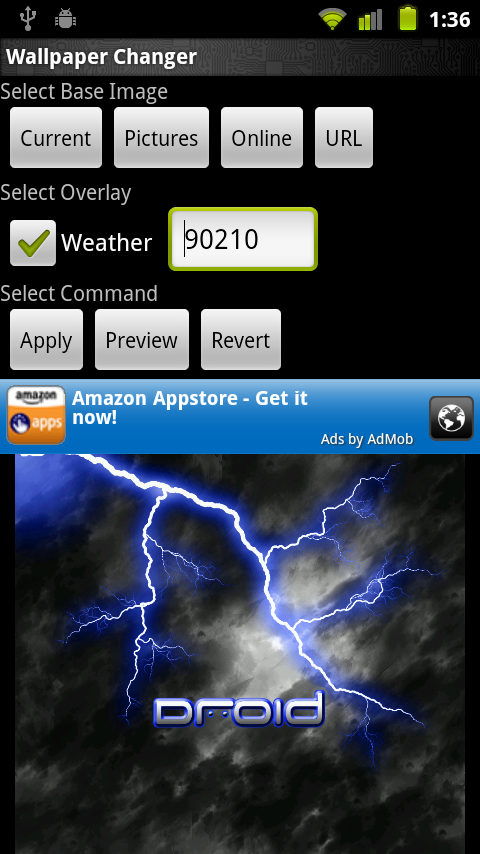 1:36
Wallpaper Changer
Select Base Image
Current Pictures Online URL
Select Overlay
Weather 90210
Select Command
Apply Preview Revert
amazon apps
Amazon Appstore - Get it
now!
Ads by AdMob
DROID